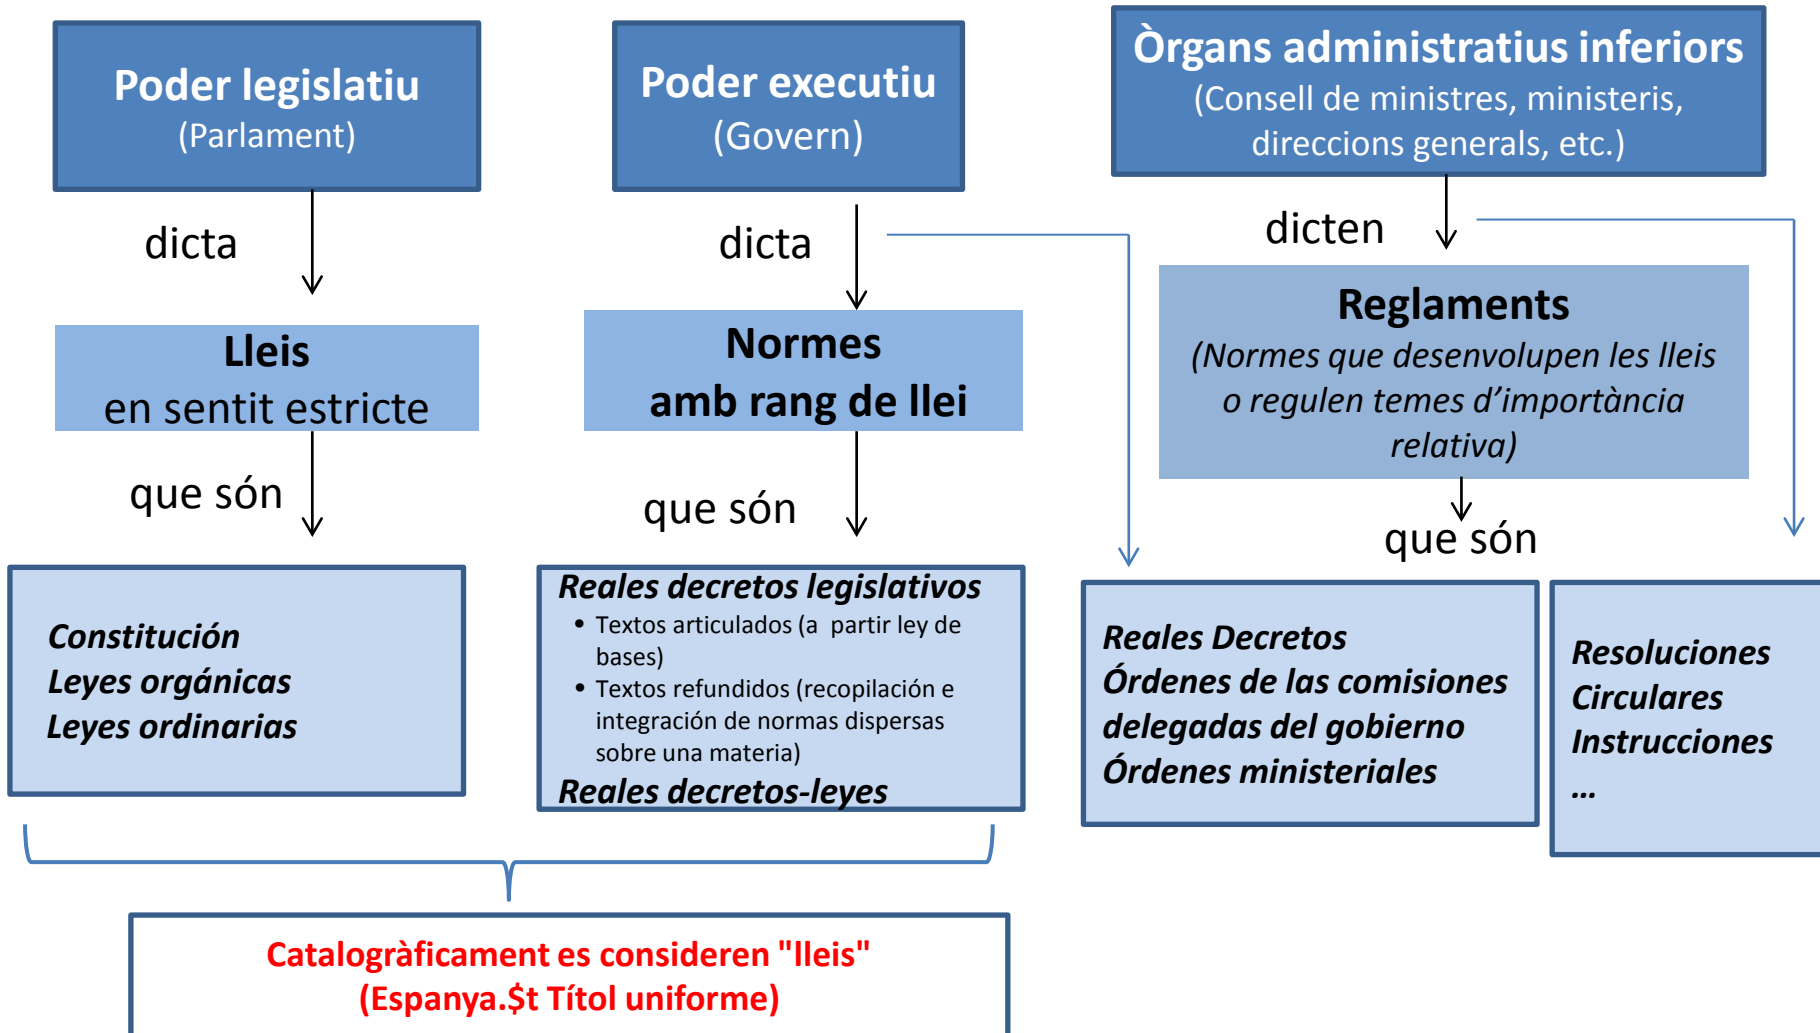 Poder legislatiu
(Parlament)
dicta
Lleis
en sentit estricte
que són
Constitución
Leyes orgánicas
Leyes ordinarias
Poder executiu
(Govern)
dicta
Normes
amb rang de llei
que són
Reales decretos legislativos
• Textos articulados (a partir ley de
bases)
• Textos refundidos (recopilación e
integración de normas dispersas
sobre una materia)
Reales decretos-leyes
Òrgans administratius inferiors
(Consell de ministres, ministeris,
direccions generals, etc.)
dicten
Reglaments
(Normes que desenvolupen les lleis
o regulen temes d’importància
relativa)
que són
Reales Decretos
Órdenes de las comisiones
delegadas del gobierno
Órdenes ministeriales
Resoluciones
Circulares
Instrucciones
…
Catalogràficament es consideren "lleis"
(Espanya.$t Títol uniforme)